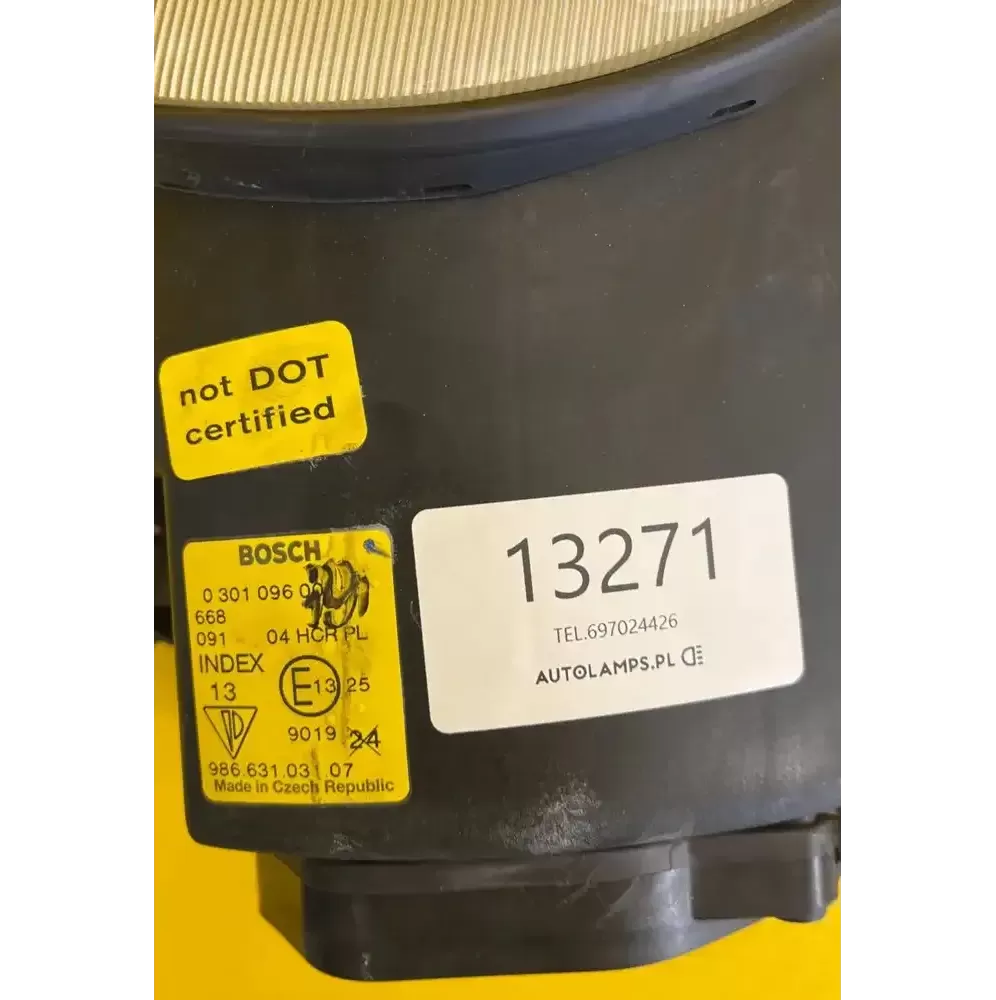 not DOT
certified
BOSCH
0 301 096 0
668
091 04 HCR PL
INDEX
13
E13 25
9019 24
986.631.031.07
Made in Czech Republic
13271
TEL.697024426
AUTOLAMPS.PL